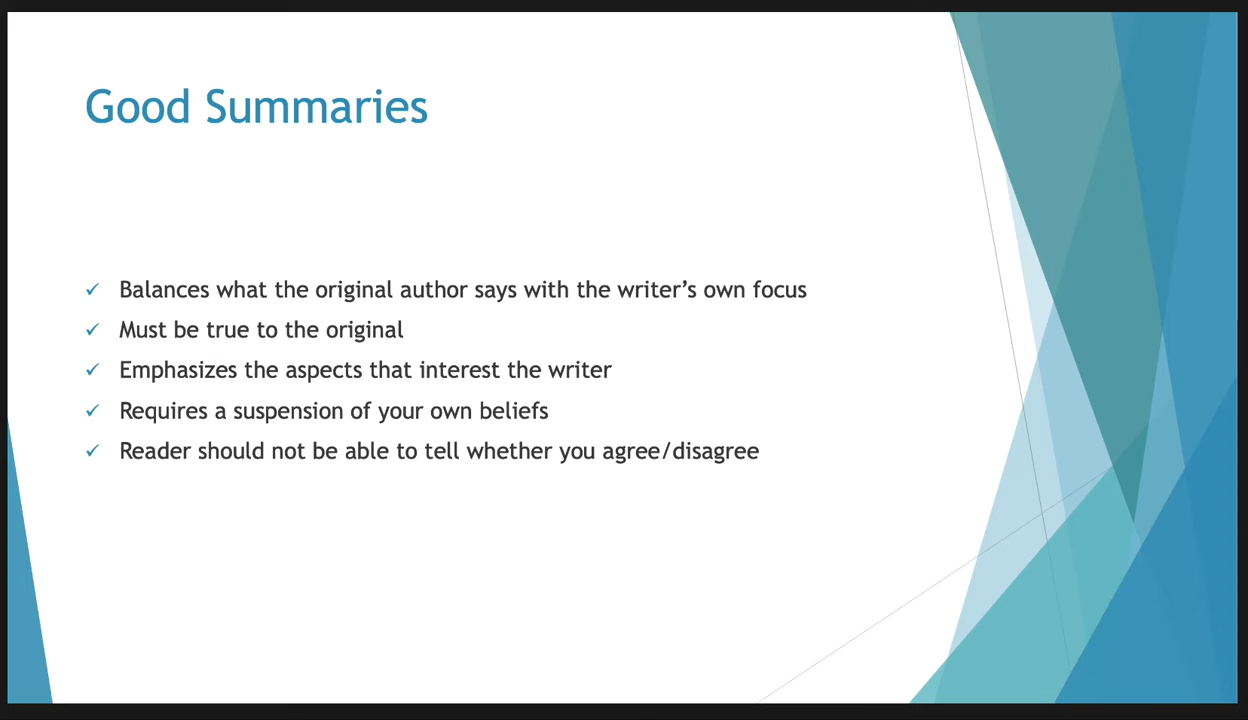 Good Summaries
✓ Balances what the original author says with the writer’s own focus
✓ Must be true to the original
✓ Emphasizes the aspects that interest the writer
✓ Requires a suspension of your own beliefs
✓ Reader should not be able to tell whether you agree/disagree